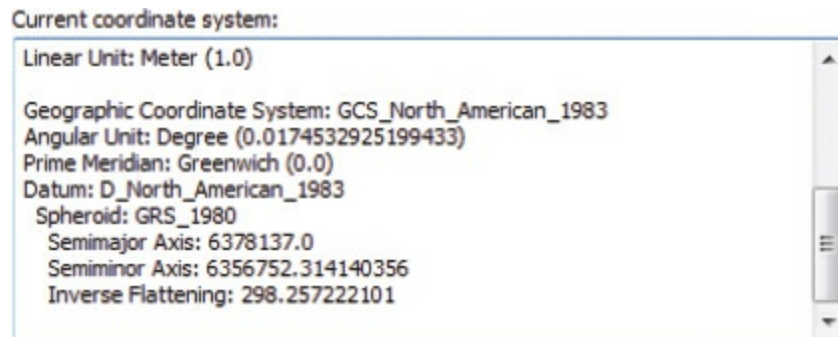 Current coordinate system:
Linear Unit: Meter (1.0)
Geographic Coordinate System: GCS_North_American_1983
Angular Unit: Degree (0.0174532925199433)
Prime Meridian: Greenwich (0.0)
Datum: D_North_American_1983
Spheroid: GRS_1980
Semimajor Axis: 6378137.0
Semiminor Axis: 6356752.314140356
Inverse Flattening: 298.257222101